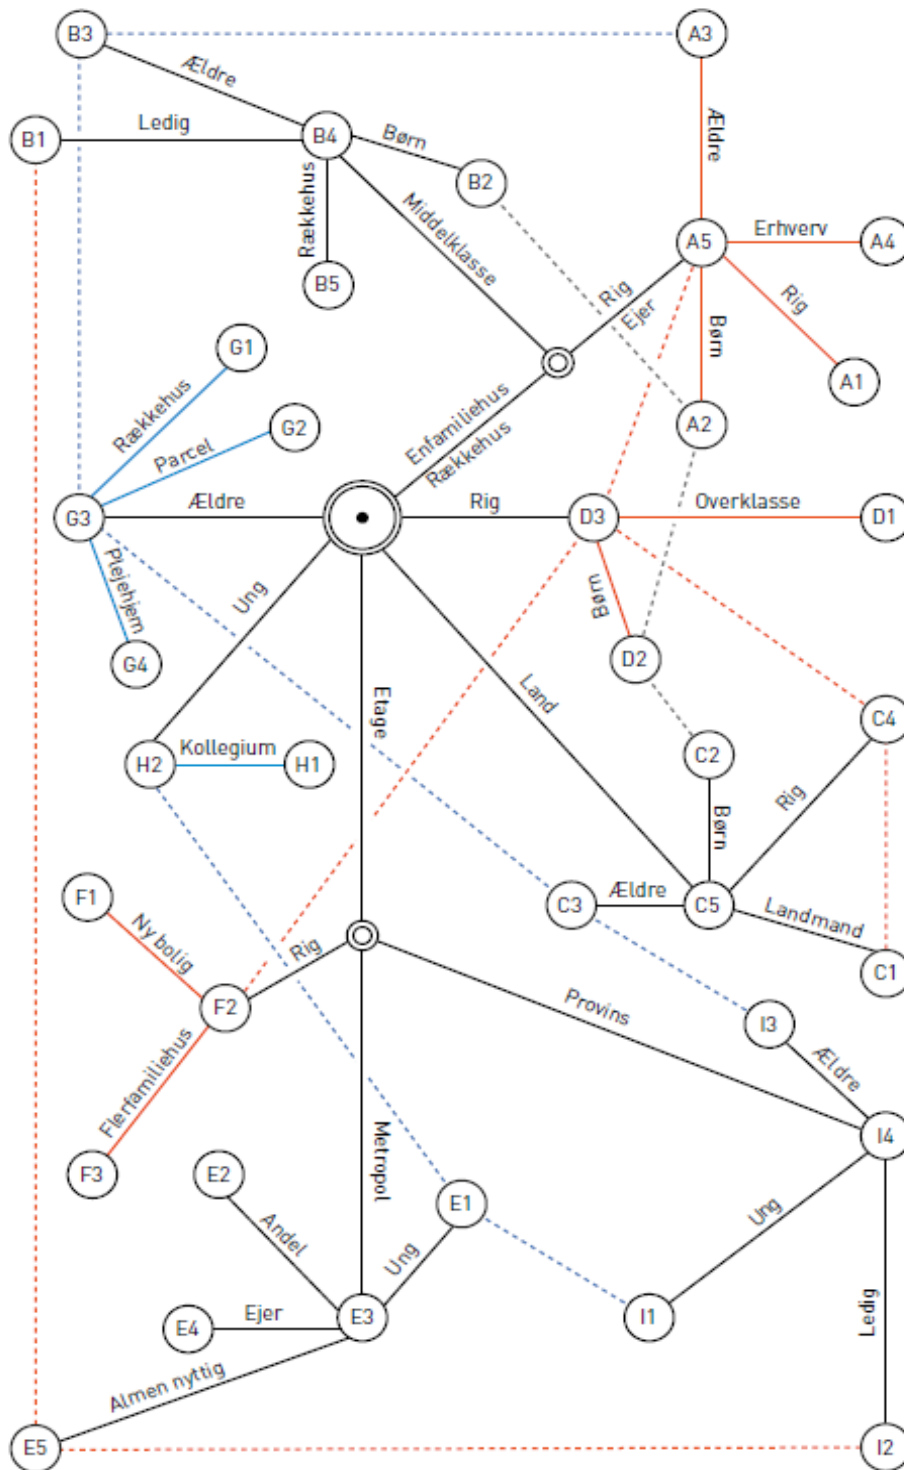 B3
A3
Ældre
Ledig
B1
B4
Børn
B2
Ældre
Rækkehus
Middelklasse
A5
Erhverv
A4
B5
Rig
Ejer
Børn
Rig
A1
G1
Rækkehus
G2
Parcel
Enfamiliehus
Rækkehus
A2
G3
Ældre
Rig
D3
Overklasse
D1
Plejehjem
G4
Ung
Børn
D2
Etage
Land
H2
Kollegium
H1
C2
C4
Børn
Rig
F1
Ny bolig
C3
Ældre
C5
Landmand
C1
Rig
F2
Provins
I3
Ældre
Flerfamiliehus
F3
Metropol
I4
E2
Andel
E1
Ung
Ung
E4
Ejer
E3
I1
Ledig
Almen nyttig
E5
I2